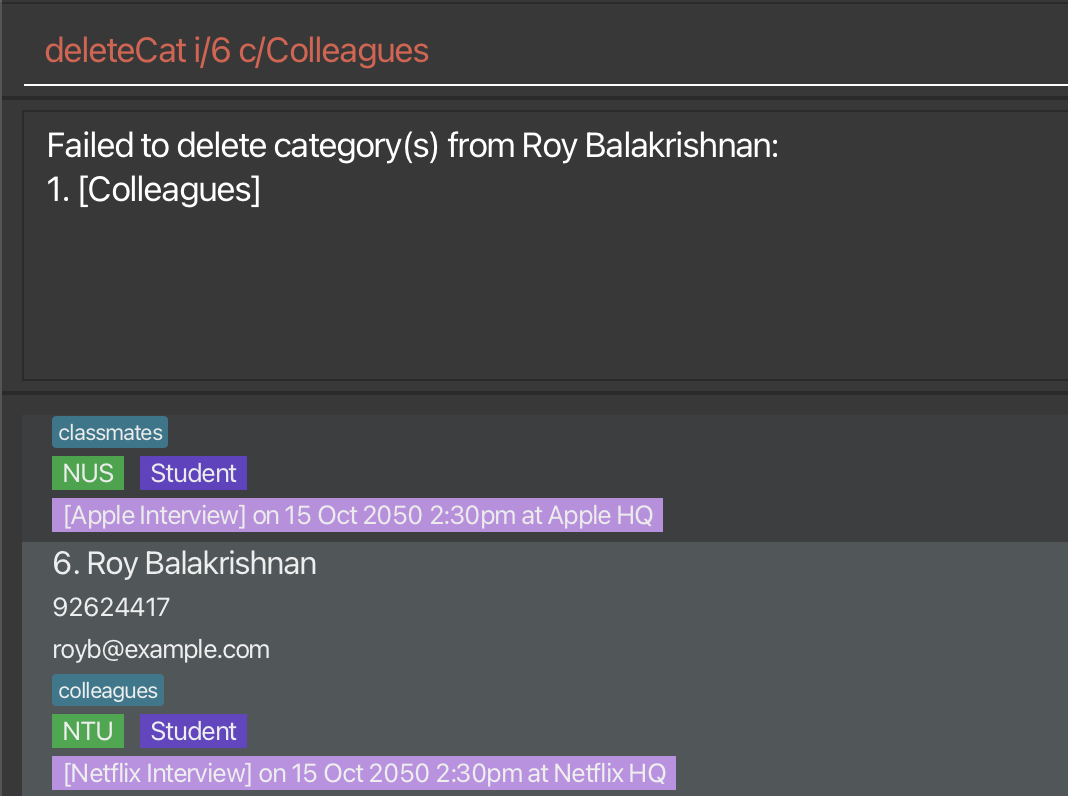 deleteCat i/6 c/Colleagues
Failed to delete category(s) from Roy Balakrishnan:
1. [Colleagues]
classmates
NUS Student
[Apple Interview] on 15 Oct 2050 2:30pm at Apple HQ
6. Roy Balakrishnan
92624417
royb@example.com
colleagues
NTU Student
[Netflix Interview] on 15 Oct 2050 2:30pm at Netflix HQ